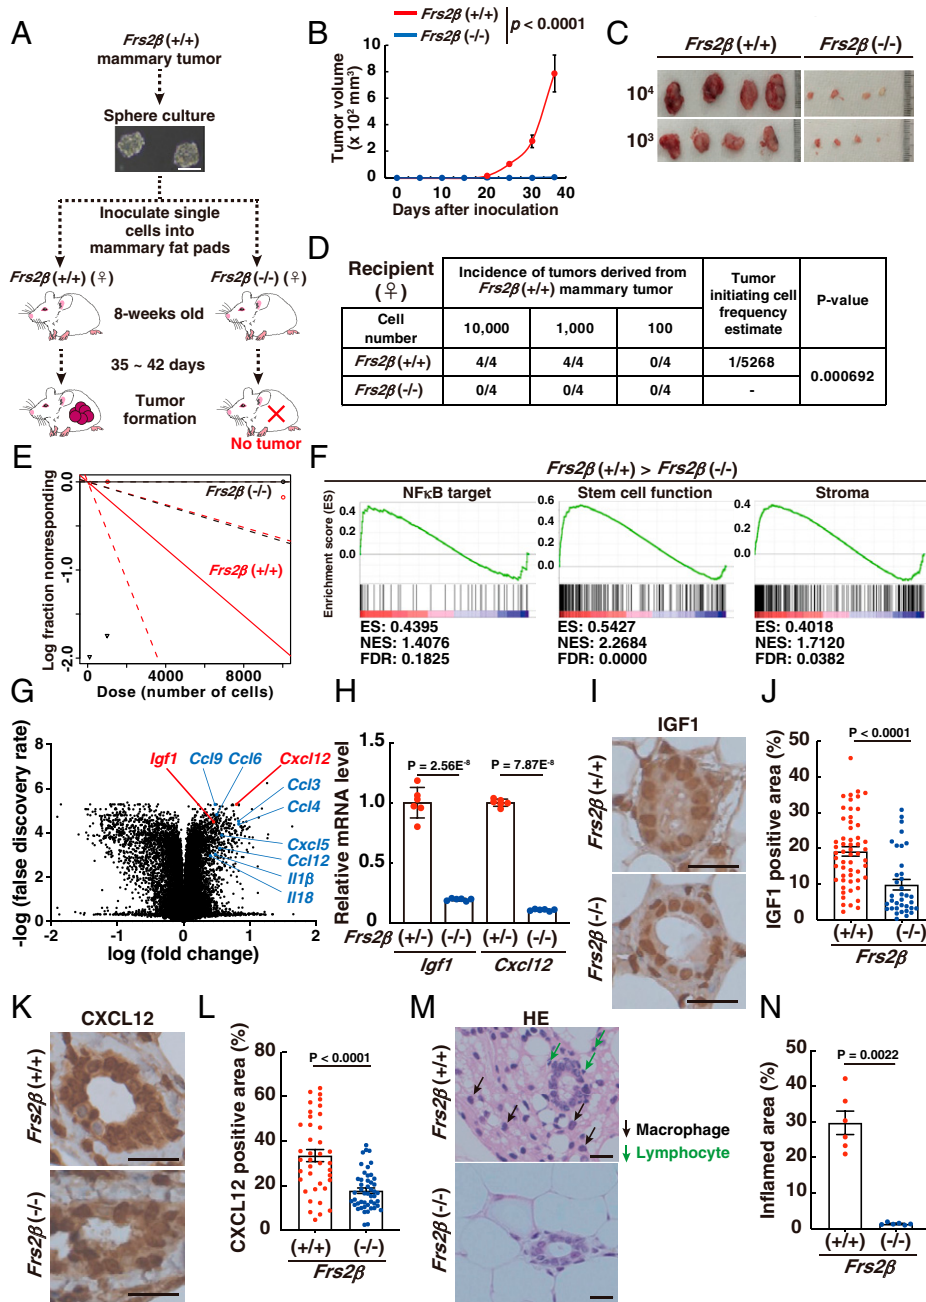 A
Frs2β (+/+)
mammary tumor
Sphere culture
Inoculate single
cells into
mammary fat pads
Frs2β (+/+) (♀)
Frs2β (-/-) (♀)
8-weeks old
35 ~ 42 days
Tumor
formation
No tumor
B
Frs2β (+/+)
Frs2β (-/-)
p < 0.0001
Tumor volume
(x 10² mm³)
10
8
6
4
2
0
0
10
20
30
40
Days after inoculation
C
Frs2β (+/+)
Frs2β (-/-)
10⁴
10³
D
Recipient
(♀)
Incidence of tumors derived from
Frs2β (+/+) mammary tumor
Tumor
initiating cell
frequency
estimate
P-value
Cell
number
10,000
1,000
100
Frs2β (+/+)
4/4
4/4
0/4
1/5268
0.000692
Frs2β (-/-)
0/4
0/4
0/4
-
E
Log fraction nonresponding
0.0
-1.0
-2.0
Frs2β (-/-)
Frs2β (+/+)
0
4000
8000
Dose (number of cells)
F
Frs2β (+/+) > Frs2β (-/-)
Enrichment score (ES)
NFκB target
0.4
0.2
0.0
ES: 0.4395
NES: 1.4076
FDR: 0.1825
Stem cell function
0.6
0.4
0.2
0.0
ES: 0.5427
NES: 2.2684
FDR: 0.0000
Stroma
0.4
0.2
0.0
ES: 0.4018
NES: 1.7120
FDR: 0.0382
G
-log (false discovery rate)
8
6
4
2
0
Igf1
Ccl9
Ccl6
Cxcl12
Ccl3
Ccl4
Cxcl5
Ccl12
Il1β
Il18
-2
-1
0
1
2
log (fold change)
H
Relative mRNA level
1.5
1.0
0.5
0
P = 2.56E⁻⁸
P = 7.87E⁻⁸
Frs2β
(+/-)
(-/-)
(+/-)
(-/-)
Igf1
Cxcl12
I
IGF1
Frs2β (+/+)
Frs2β (-/-)
J
IGF1 positive area (%)
50
40
30
20
10
0
P < 0.0001
(+/+)
(-/-)
Frs2β
K
CXCL12
Frs2β (+/+)
Frs2β (-/-)
L
CXCL12 positive area (%)
80
60
40
20
0
P < 0.0001
(+/+)
(-/-)
Frs2β
M
HE
Frs2β (+/+)
Frs2β (-/-)
Macrophage
Lymphocyte
N
Inflamed area (%)
50
40
30
20
10
0
P = 0.0022
(+/+)
(-/-)
Frs2β